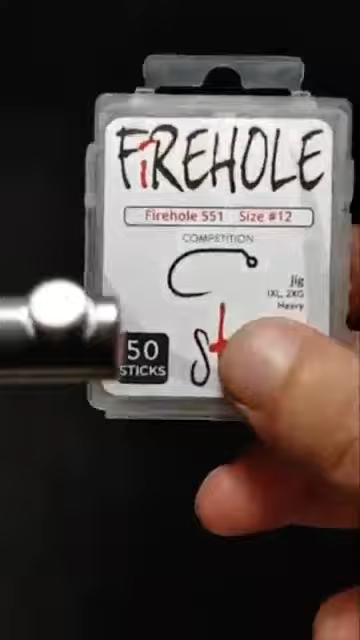 FiREHOLE
Firehole 551 Size #12
COMPETITION
Jig
1XL, 2XG
Heavy
50
STICKS